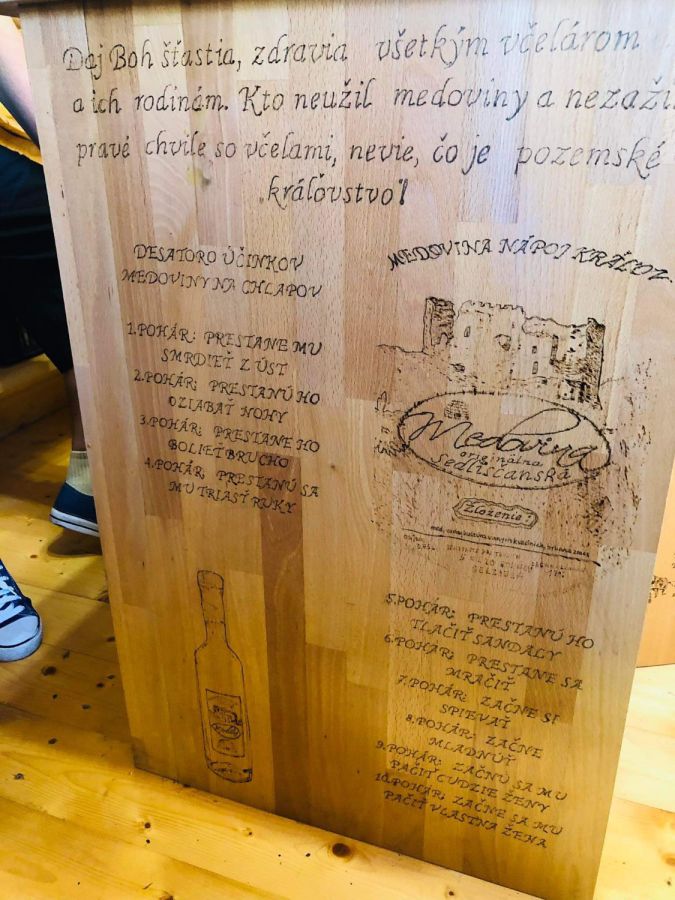 Daj Boh šťastia, zdravia všetkým včelárom
a ich rodinám. Kto neužil medoviny a nezaži
pravé chvíle so včelami, nevie, čo je pozemské
kráľovstvo!
DESATORO ÚČINKOV
MEDOVINY NA CHLAPOV
1.POHÁR: PRESTANE MU
SMRDIEŤ Z ÚST
2.POHÁR: PRESTANÚ HO
OZIABAŤ NOHY
3.POHÁR: PRESTANE HO
BOLIEŤ BRUCHO
4.POHÁR: PRESTANÚ SA
MU TRIASŤ RUKY
MEDOVINA NÁPOJ KRÁĽOV
Medovina
originálna
Sedličanská
Zloženie:
5.POHÁR: PRESTANÚ HO
TLAČIŤ SANDÁLY
6.POHÁR: PRESTANE SA
MRAČIŤ
7.POHÁR: ZAČNE SI
SPIEVAŤ
8.POHÁR: ZAČNE
MLADNÚŤ
9.POHÁR: ZAČNÚ SA MU
PÁČIŤ CUDZIE ŽENY
10.POHÁR: ZAČNE SA MU
PÁČIŤ VLASTNÁ ŽENA